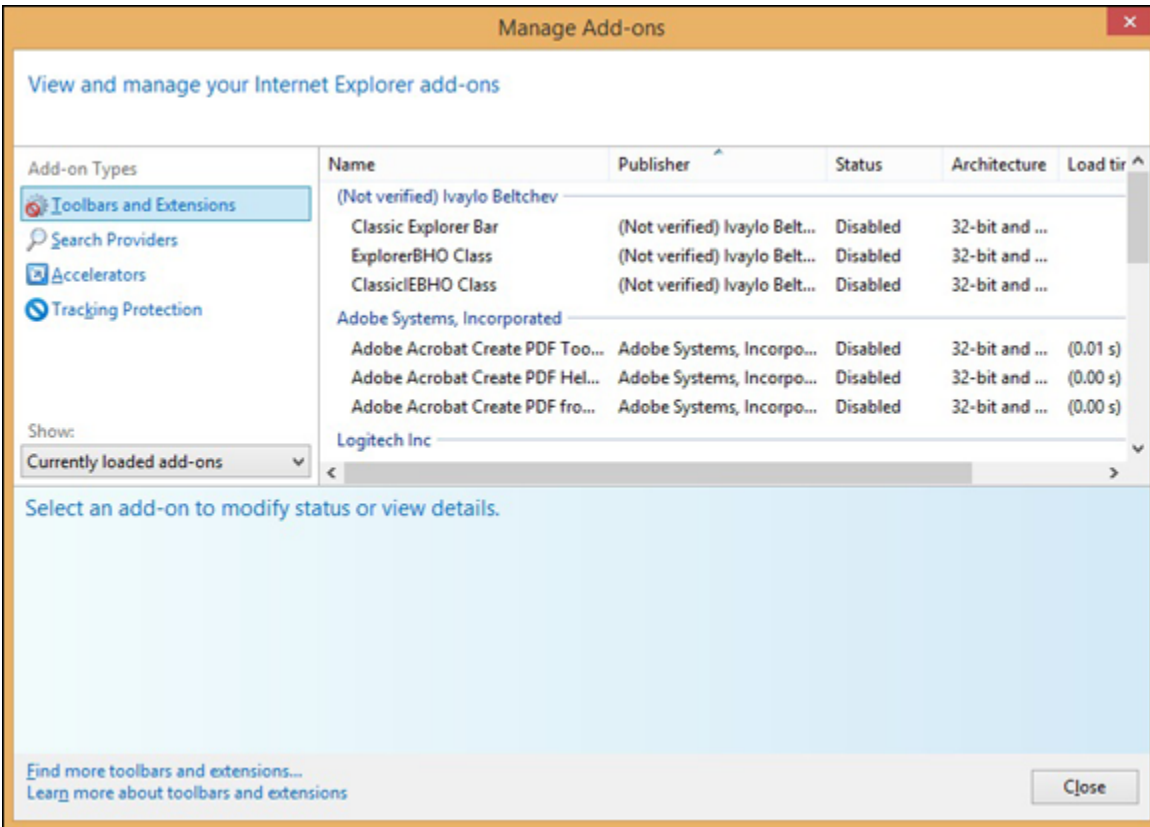 Manage Add-ons
View and manage your Internet Explorer add-ons
Add-on Types
Toolbars and Extensions
Search Providers
Accelerators
Tracking Protection
Show:
Currently loaded add-ons
Name Publisher Status Architecture Load tir
(Not verified) Ivaylo Beltchev
Classic Explorer Bar (Not verified) Ivaylo Belt... Disabled 32-bit and ...
ExplorerBHO Class (Not verified) Ivaylo Belt... Disabled 32-bit and ...
ClassicIEBHO Class (Not verified) Ivaylo Belt... Disabled 32-bit and ...
Adobe Systems, Incorporated
Adobe Acrobat Create PDF Too... Adobe Systems, Incorpo... Disabled 32-bit and ... (0.01 s)
Adobe Acrobat Create PDF Hel... Adobe Systems, Incorpo... Disabled 32-bit and ... (0.00 s)
Adobe Acrobat Create PDF fro... Adobe Systems, Incorpo... Disabled 32-bit and ... (0.00 s)
Logitech Inc
Select an add-on to modify status or view details.
Find more toolbars and extensions...
Learn more about toolbars and extensions
Close